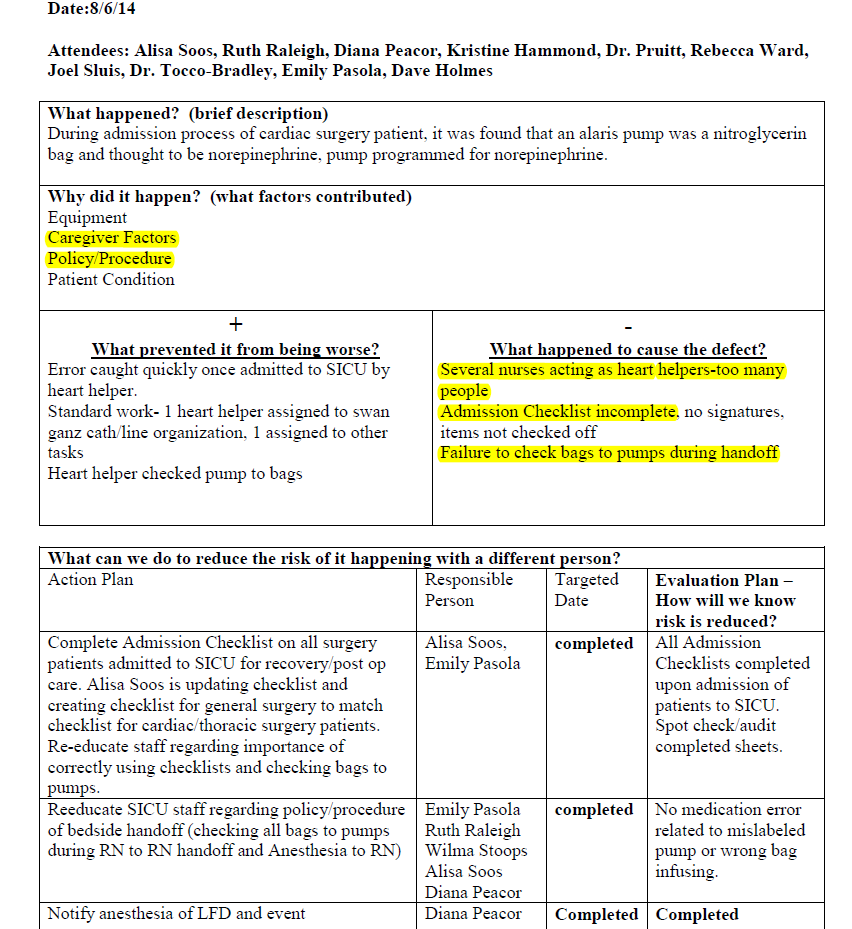 Date:8/6/14
Attendees: Alisa Soos, Ruth Raleigh, Diana Peacor, Kristine Hammond, Dr. Pruitt, Rebecca Ward,
Joel Sluis, Dr. Tocco-Bradley, Emily Pasola, Dave Holmes
What happened? (brief description)
During admission process of cardiac surgery patient, it was found that an alaris pump was a nitroglycerin
bag and thought to be norepinephrine, pump programmed for norepinephrine.
Why did it happen? (what factors contributed)
Equipment
Caregiver Factors
Policy/Procedure
Patient Condition
+
What prevented it from being worse?
Error caught quickly once admitted to SICU by
heart helper.
Standard work- 1 heart helper assigned to swan
ganz cath/line organization, 1 assigned to other
tasks
Heart helper checked pump to bags
-
What happened to cause the defect?
Several nurses acting as heart helpers-too many
people
Admission Checklist incomplete, no signatures,
items not checked off
Failure to check bags to pumps during handoff
What can we do to reduce the risk of it happening with a different person?
Action Plan
Responsible
Person
Targeted
Date
Evaluation Plan –
How will we know
risk is reduced?
Complete Admission Checklist on all surgery
patients admitted to SICU for recovery/post op
care. Alisa Soos is updating checklist and
creating checklist for general surgery to match
checklist for cardiac/thoracic surgery patients.
Re-educate staff regarding importance of
correctly using checklists and checking bags to
pumps.
Alisa Soos,
Emily Pasola
completed
All Admission
Checklists completed
upon admission of
patients to SICU.
Spot check/audit
completed sheets.
Reeducate SICU staff regarding policy/procedure
of bedside handoff (checking all bags to pumps
during RN to RN handoff and Anesthesia to RN)
Emily Pasola
Ruth Raleigh
Wilma Stoops
Alisa Soos
Diana Peacor
completed
No medication error
related to mislabeled
pump or wrong bag
infusing.
Notify anesthesia of LFD and event
Diana Peacor
Completed
Completed